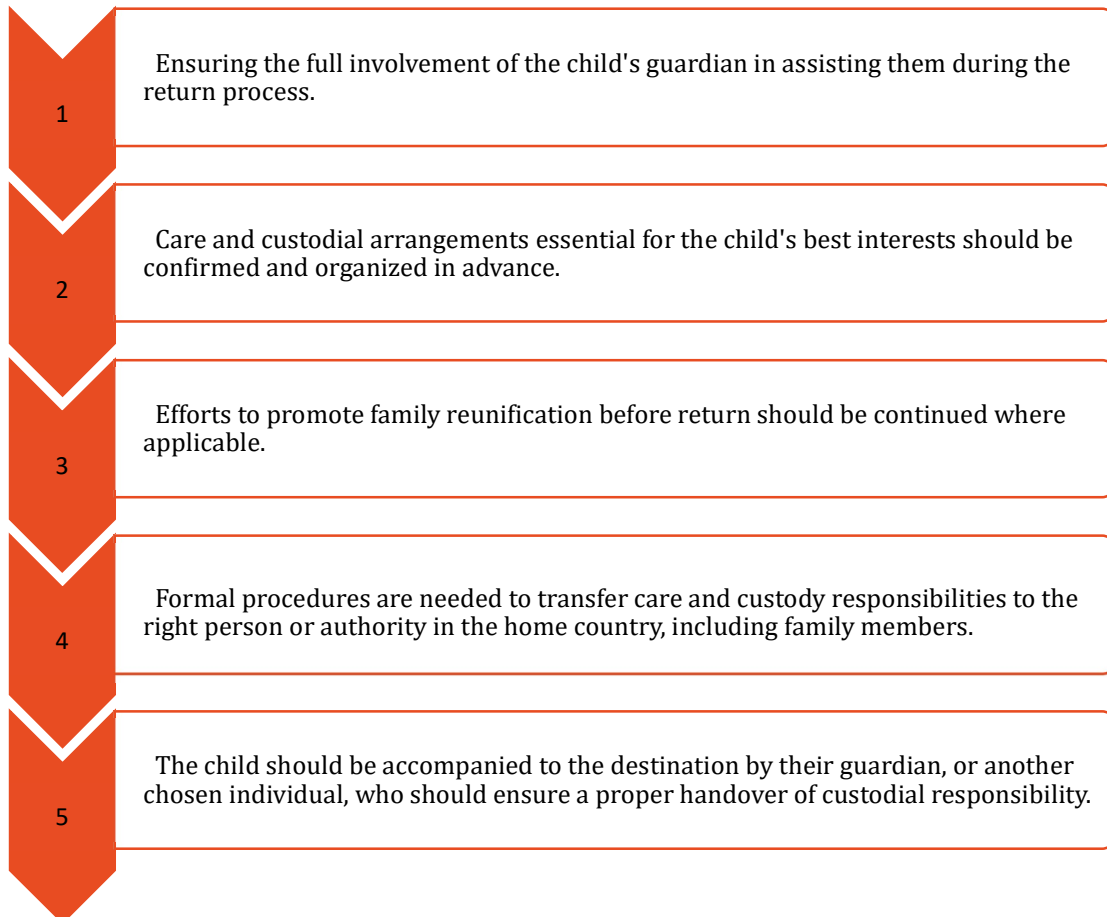 1
Ensuring the full involvement of the child's guardian in assisting them during the
return process.
2
Care and custodial arrangements essential for the child's best interests should be
confirmed and organized in advance.
3
Efforts to promote family reunification before return should be continued where
applicable.
4
Formal procedures are needed to transfer care and custody responsibilities to the
right person or authority in the home country, including family members.
5
The child should be accompanied to the destination by their guardian, or another
chosen individual, who should ensure a proper handover of custodial responsibility.